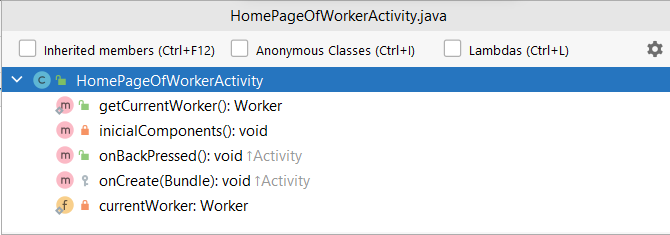 HomePageOfWorkerActivity.java
Inherited members (Ctrl+F12) Anonymous Classes (Ctrl+I) Lambdas (Ctrl+L)
C HomePageOfWorkerActivity
m getCurrentWorker(): Worker
m inicialComponents(): void
m onBackPressed(): void ↑Activity
m onCreate(Bundle): void ↑Activity
f currentWorker: Worker